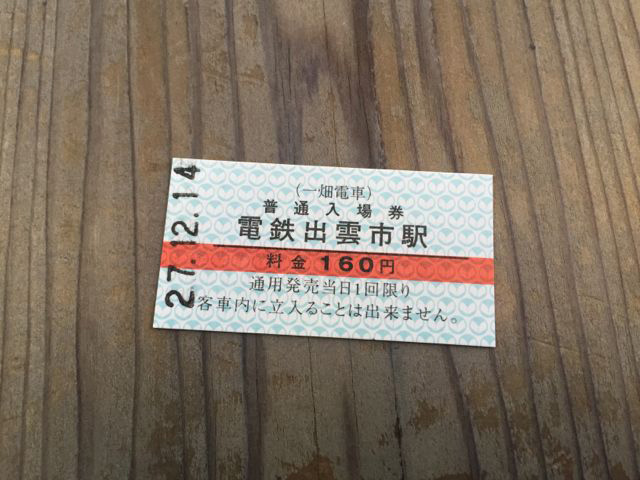 (一畑電車)
普通入場券
電鉄出雲市駅
料金 160円
通用発売当日1回限り
客車内に立入ることは出来ません。
27.12.14